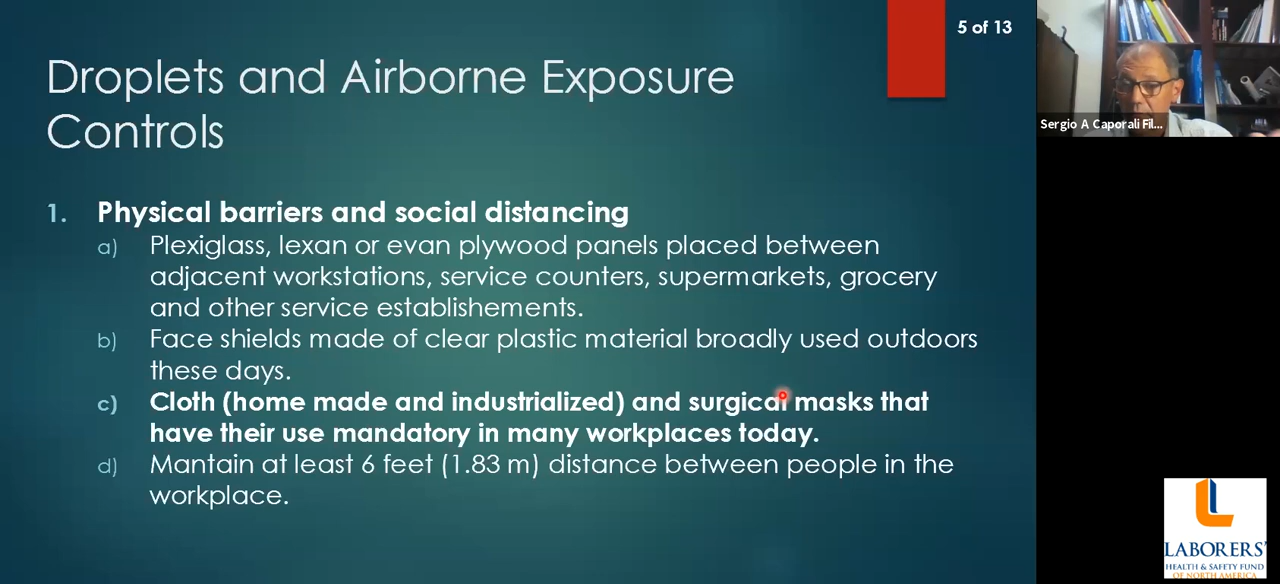 5 of 13
Droplets and Airborne Exposure
Controls
1. Physical barriers and social distancing
a) Plexiglass, lexan or evan plywood panels placed between
adjacent workstations, service counters, supermarkets, grocery
and other service establishements.
b) Face shields made of clear plastic material broadly used outdoors
these days.
c) Cloth (home made and industrialized) and surgical masks that
have their use mandatory in many workplaces today.
d) Mantain at least 6 feet (1.83 m) distance between people in the
workplace.
Sergio A Caporali Fil...
LABORERS'
HEALTH & SAFETY FUND
OF NORTH AMERICA